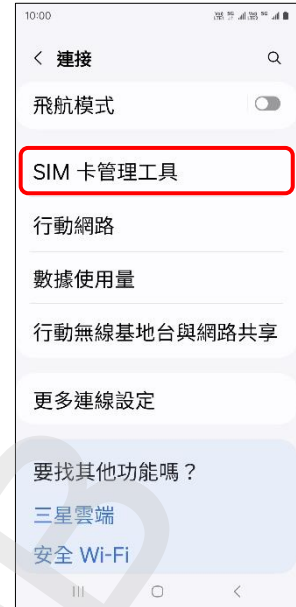 10:00
連接
飛航模式
SIM 卡管理工具
行動網路
數據使用量
行動無線基地台與網路共享
更多連線設定
要找其他功能嗎？
三星雲端
安全 Wi-Fi